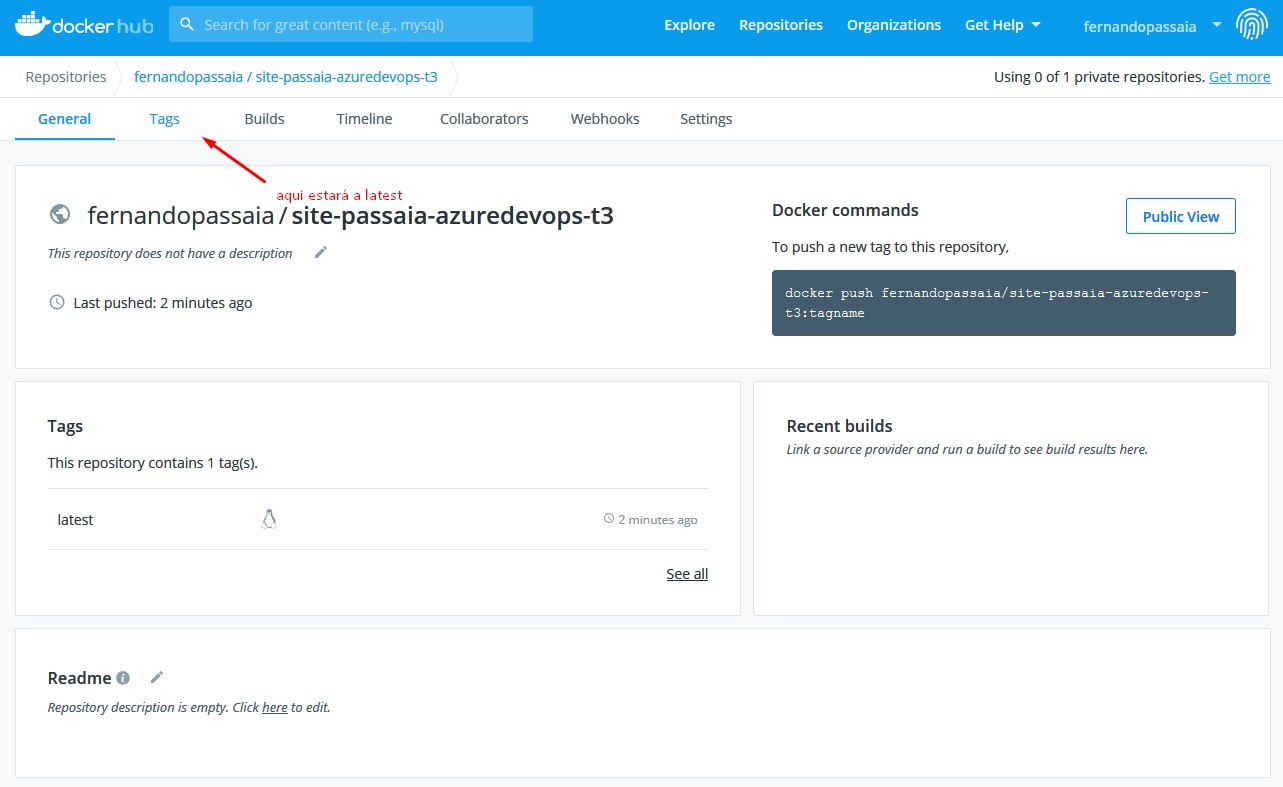 docker hub
Search for great content (e.g., mysql)
Explore
Repositories
Organizations
Get Help
fernandopassaia
Repositories
fernandopassaia / site-passaia-azuredevops-t3
Using 0 of 1 private repositories. Get more
General
Tags
Builds
Timeline
Collaborators
Webhooks
Settings
aqui estará a latest
fernandopassaia / site-passaia-azuredevops-t3
This repository does not have a description
Last pushed: 2 minutes ago
Docker commands
Public View
To push a new tag to this repository,
docker push fernandopassaia/site-passaia-azuredevops-
t3:tagname
Tags
This repository contains 1 tag(s).
latest
2 minutes ago
See all
Recent builds
Link a source provider and run a build to see build results here.
Readme
Repository description is empty. Click here to edit.